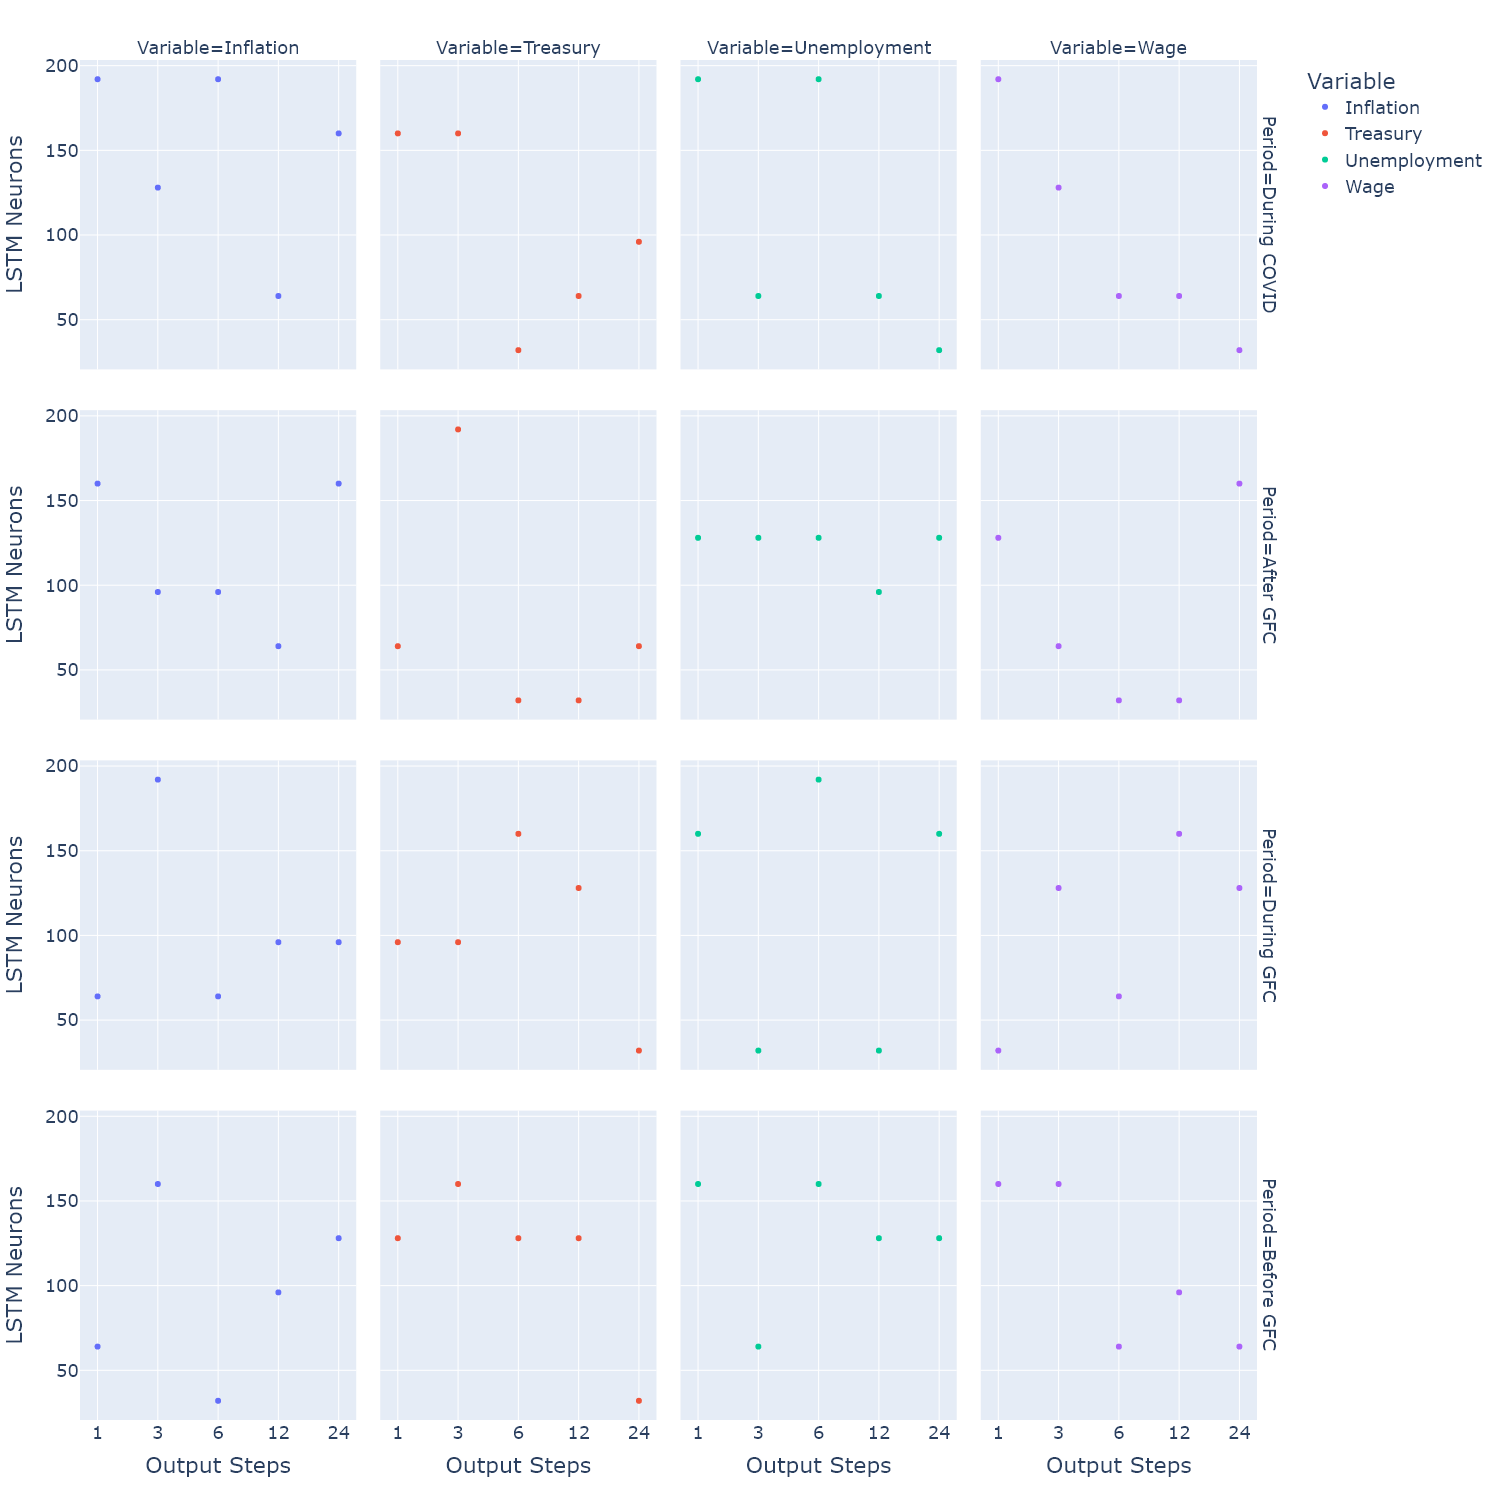 Variable=Inflation
Variable=Treasury
Variable=Unemployment
Variable=Wage
Variable
Inflation
Treasury
Unemployment
Wage
LSTM Neurons
200
150
100
50
Period=During COVID
LSTM Neurons
200
150
100
50
Period=After GFC
LSTM Neurons
200
150
100
50
Period=During GFC
LSTM Neurons
200
150
100
50
Period=Before GFC
1 3 6 12 24
1 3 6 12 24
1 3 6 12 24
1 3 6 12 24
Output Steps
Output Steps
Output Steps
Output Steps